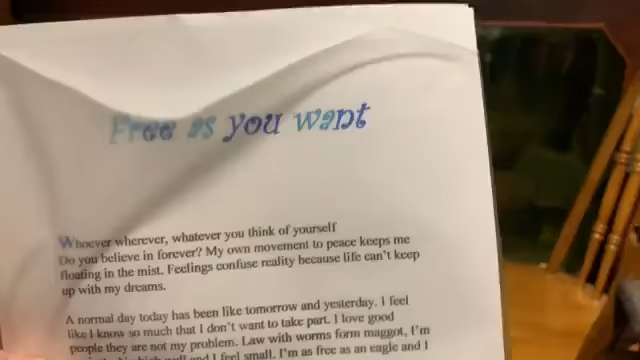 Free as you want
Whoever wherever, whatever you think of yourself
Do you believe in forever? My own movement to peace keeps me
floating in the mist. Feelings confuse reality because life can't keep
up with my dreams.
A normal day today has been like tomorrow and yesterday. I feel
like I know so much that I don't want to take part. I love good
people they are not my problem. Law with worms form maggot, I'm
high wall and I feel small. I'm as free as an eagle and I